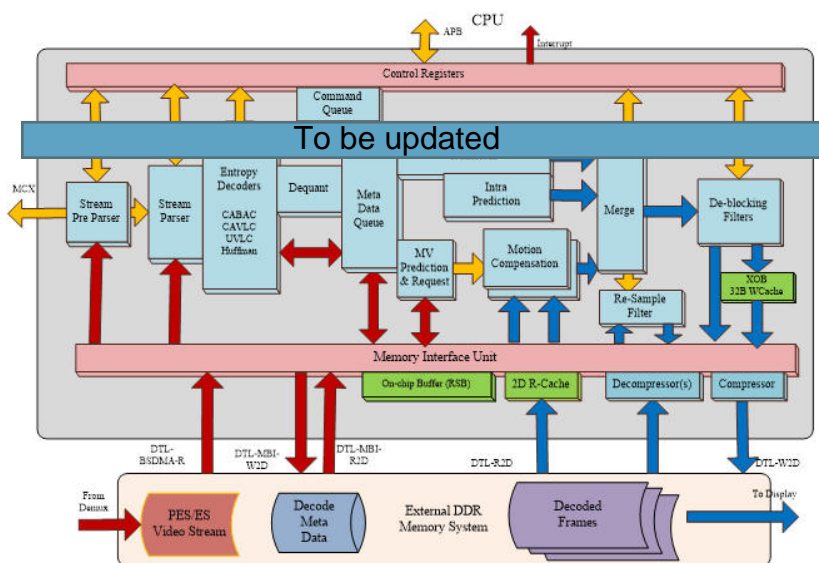 CPU
APB
Interrupt
Control Registers
Command
Queue
To be updated
MCX
Stream
Pre Parser
Stream
Parser
Entropy
Decoders
CABAC
CAVLC
UVLC
Huffman
Dequant
Meta
Data
Queue
Intra
Prediction
MV
Prediction
& Request
Motion
Compensation
Merge
De-blocking
Filters
XOB
32B WCache
Re-Sample
Filter
Memory Interface Unit
On-chip Buffer (RSB)
2D R-Cache
Decompressor(s)
Compressor
DTL-
BSDMA-R
DTL-MBI-
W2D
DTL-MBI-
R2D
DTL-R2D
DTL-W2D
From
Demux
PES/ES
Video Stream
Decode
Meta
Data
External DDR
Memory System
Decoded
Frames
To Display